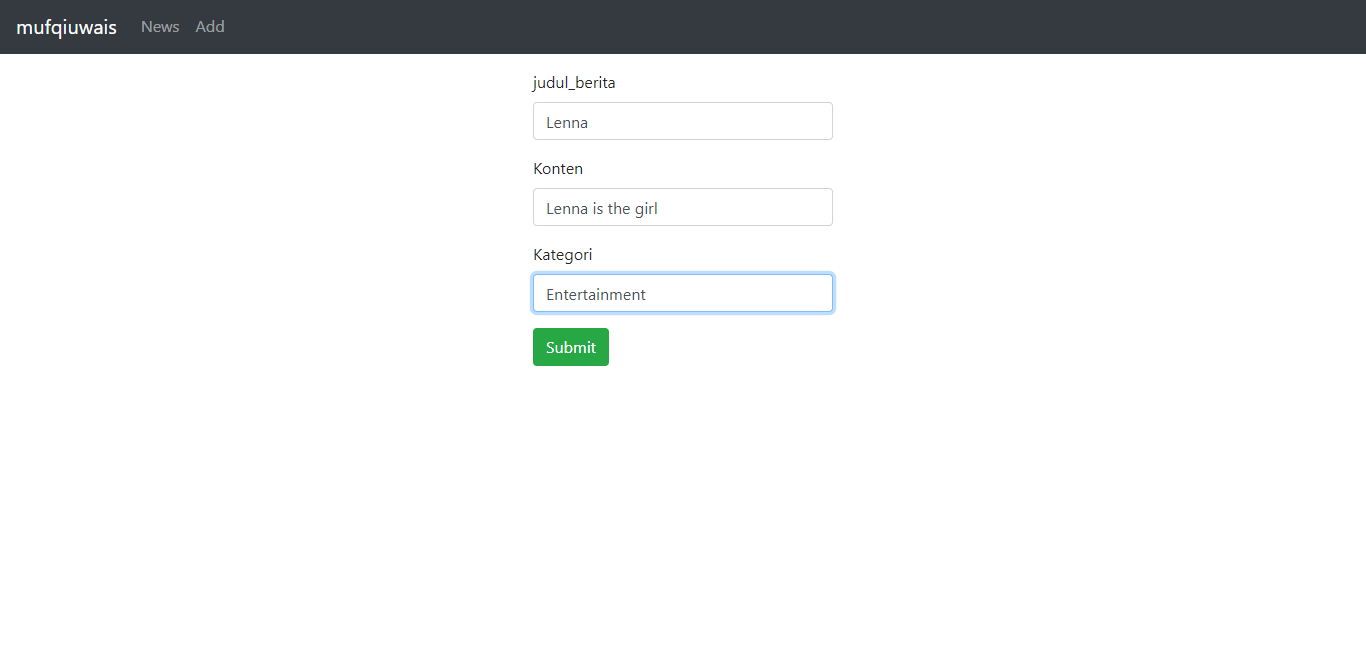 mufqiuwais News Add
judul_berita
Lenna
Konten
Lenna is the girl
Kategori
Entertainment
Submit